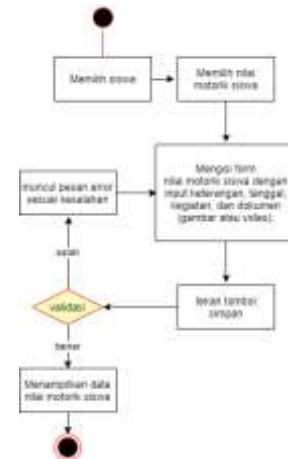 Memilih siswa
Memilih nilai
motorik siswa
Mengisi form
nilai motorik siswa dengan
input keterangan, tanggal,
kegiatan, dan dokumen
(gambar atau video).
muncul pesan error
sesuai kesalahan
salah
validasi
tekan tombol
simpan
benar
Menampilkan data
nilai motorik siswa